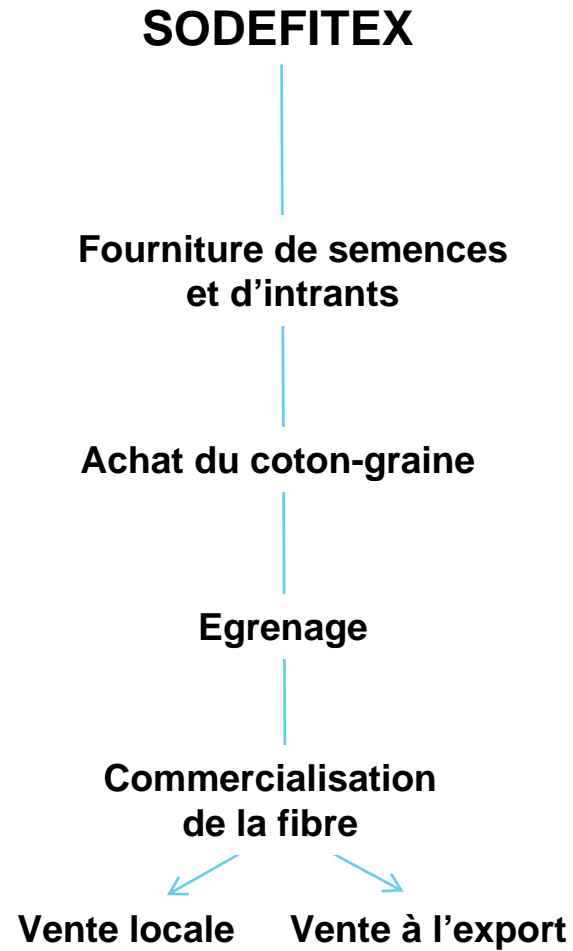 SODEFITEX
Fourniture de semences
et d’intrants
Achat du coton-graine
Egrenage
Commercialisation
de la fibre
Vente locale
Vente à l’export